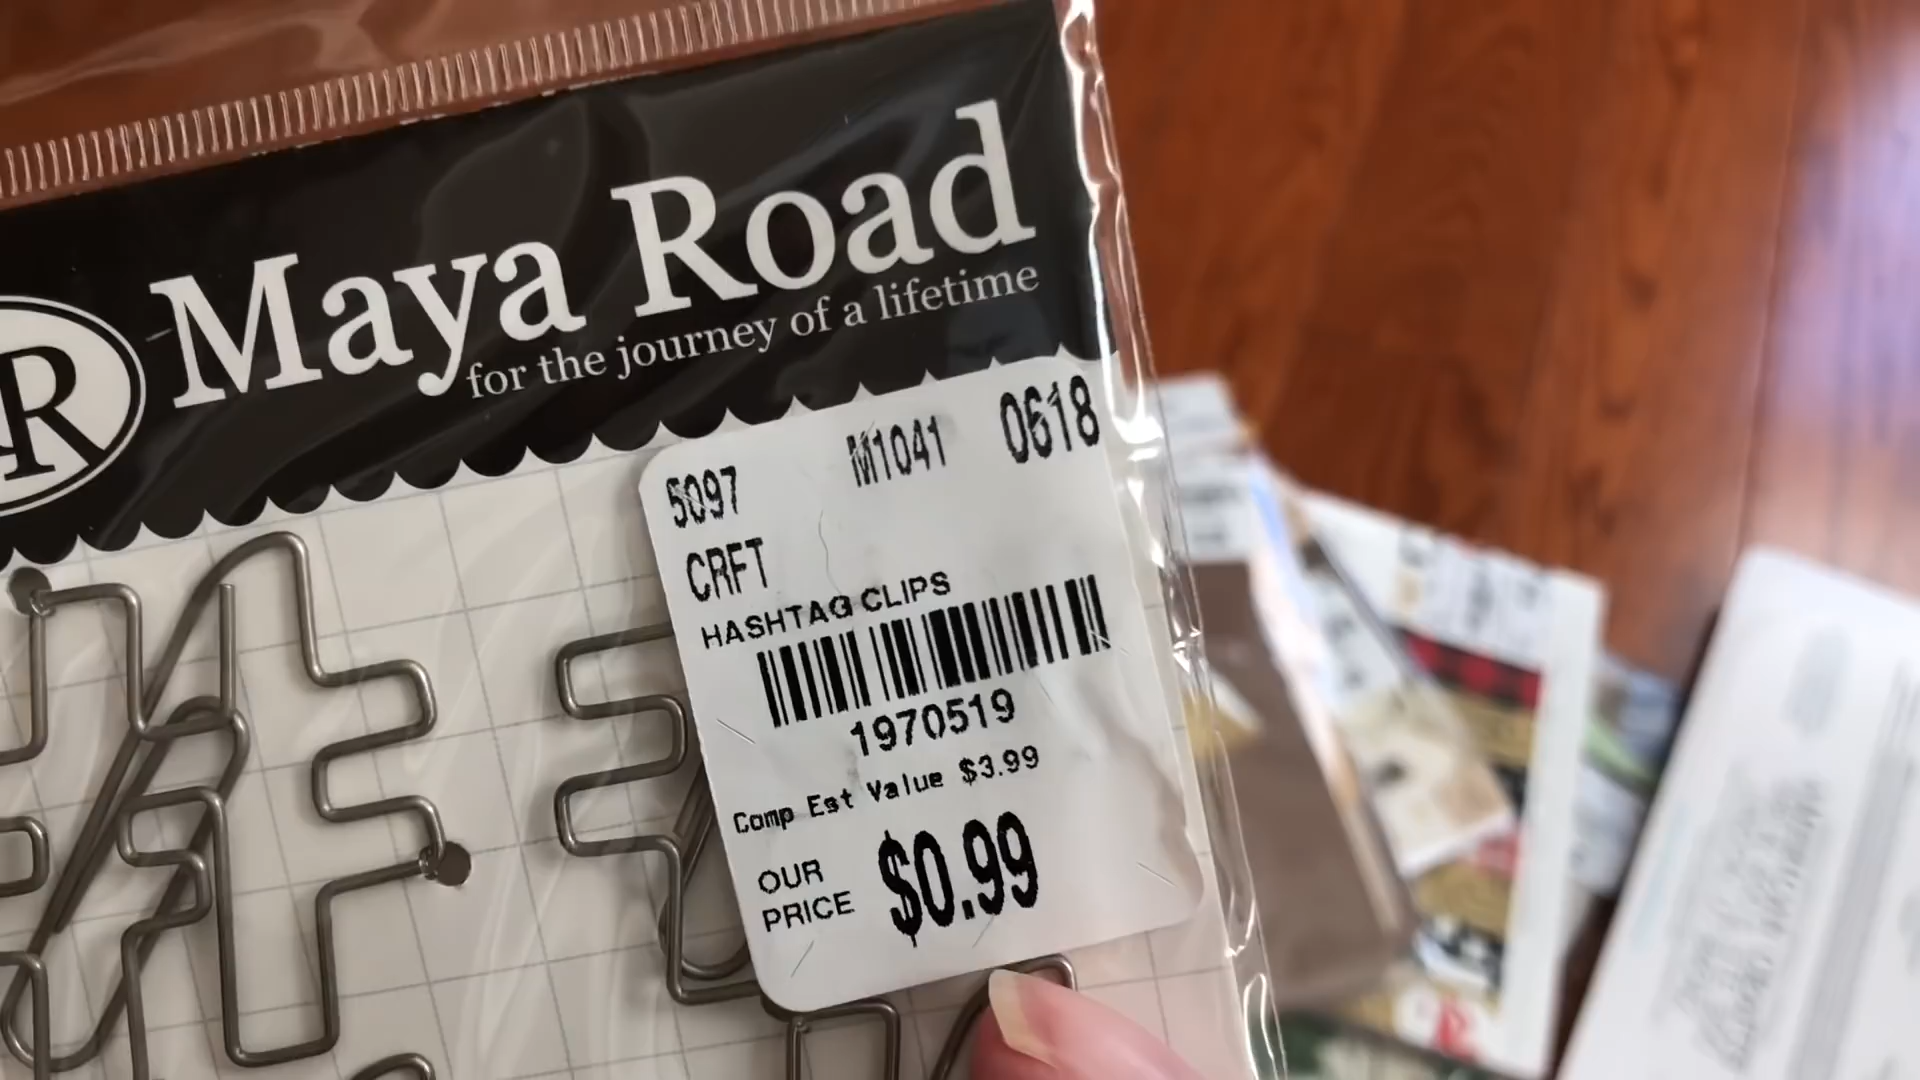 R
Maya Road
for the journey of a lifetime
5097 M1041 0618
CRFT
HASHTAG CLIPS
1970519
Comp Est Value $3.99
OUR PRICE $0.99